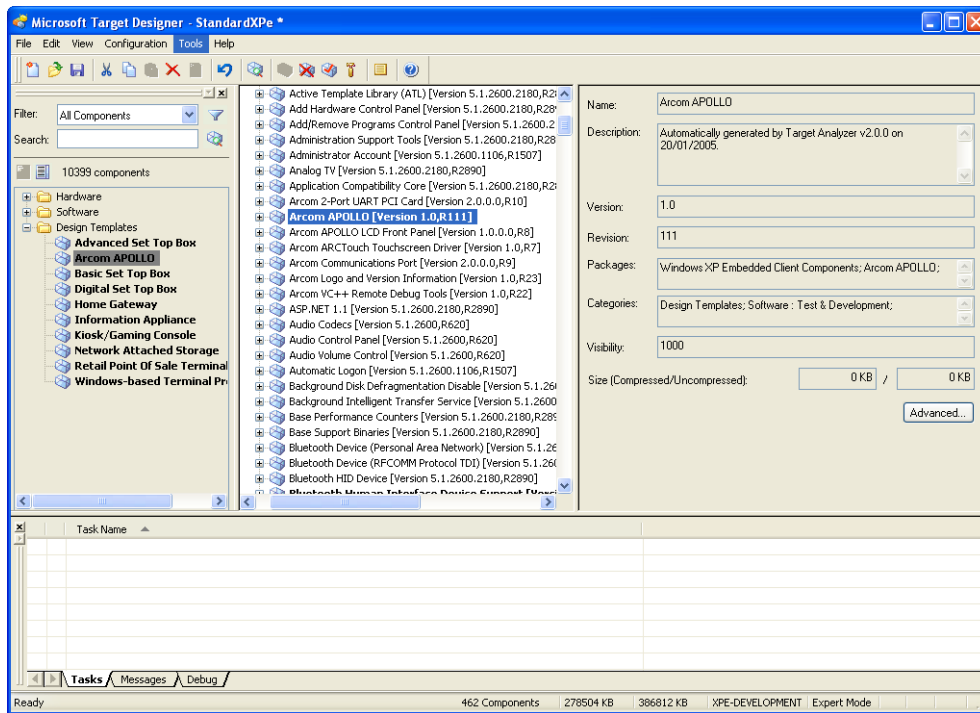 Microsoft Target Designer - StandardXPe *
File Edit View Configuration Tools Help
Filter: All Components
Search:
10399 components
Hardware
Software
Design Templates
Advanced Set Top Box
Arcom APOLLO
Basic Set Top Box
Digital Set Top Box
Home Gateway
Information Appliance
Kiosk/Gaming Console
Network Attached Storage
Retail Point Of Sale Terminal
Windows-based Terminal Pr
Active Template Library (ATL) [Version 5.1.2600.2180,R2
Add Hardware Control Panel [Version 5.1.2600.2180,R28
Add/Remove Programs Control Panel [Version 5.1.2600.2
Administration Support Tools [Version 5.1.2600.2180,R28
Administrator Account [Version 5.1.2600.1106,R1507]
Analog TV [Version 5.1.2600.2180,R2890]
Application Compatibility Core [Version 5.1.2600.2180,R2
Arcom 2-Port UART PCI Card [Version 2.0.0.0,R10]
Arcom APOLLO [Version 1.0,R111]
Arcom APOLLO LCD Front Panel [Version 1.0.0.0,R8]
Arcom ARCTouch Touchscreen Driver [Version 1.0,R7]
Arcom Communications Port [Version 2.0.0.0,R9]
Arcom Logo and Version Information [Version 1.0,R23]
Arcom VC++ Remote Debug Tools [Version 1.0,R22]
ASP.NET 1.1 [Version 5.1.2600.2180,R2890]
Audio Codecs [Version 5.1.2600,R620]
Audio Control Panel [Version 5.1.2600,R620]
Audio Volume Control [Version 5.1.2600,R620]
Automatic Logon [Version 5.1.2600.1106,R1507]
Background Disk Defragmentation Disable [Version 5.1.26
Background Intelligent Transfer Service [Version 5.1.2600
Base Performance Counters [Version 5.1.2600.2180,R289
Base Support Binaries [Version 5.1.2600.2180,R2890]
Bluetooth Device (Personal Area Network) [Version 5.1.26
Bluetooth Device (RFCOMM Protocol TDI) [Version 5.1.260
Bluetooth HID Device [Version 5.1.2600.2180,R2890]
Bluetooth Human Interface Device Support [Versi
Name: Arcom APOLLO
Description: Automatically generated by Target Analyzer v2.0.0 on
20/01/2005.
Version: 1.0
Revision: 111
Packages: Windows XP Embedded Client Components; Arcom APOLLO;
Categories: Design Templates; Software : Test & Development;
Visibility: 1000
Size (Compressed/Uncompressed): 0 KB / 0 KB
Advanced...
Task Name
Tasks Messages Debug
Ready 462 Components 278504 KB 386812 KB XPE-DEVELOPMENT Expert Mode